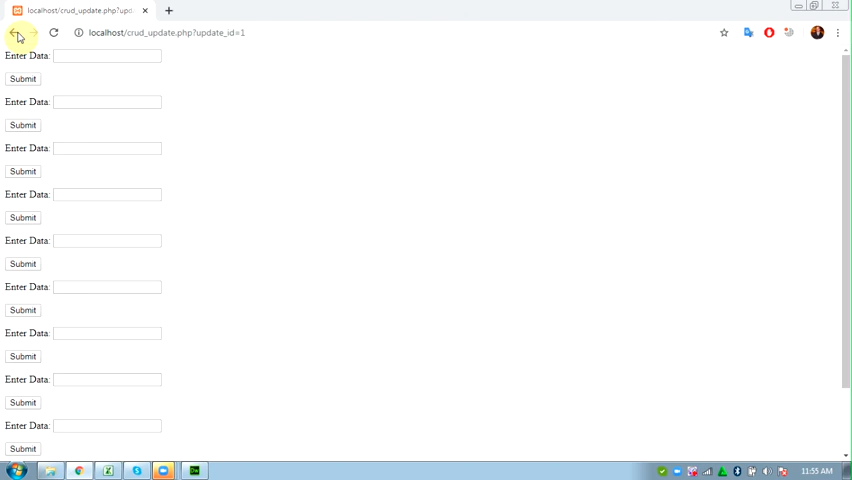 localhost/crud_update.php?upd
localhost/crud_update.php?update_id=1
Enter Data:
Submit
Enter Data:
Submit
Enter Data:
Submit
Enter Data:
Submit
Enter Data:
Submit
Enter Data:
Submit
Enter Data:
Submit
Enter Data:
Submit
Enter Data:
Submit
Dw
11:55 AM